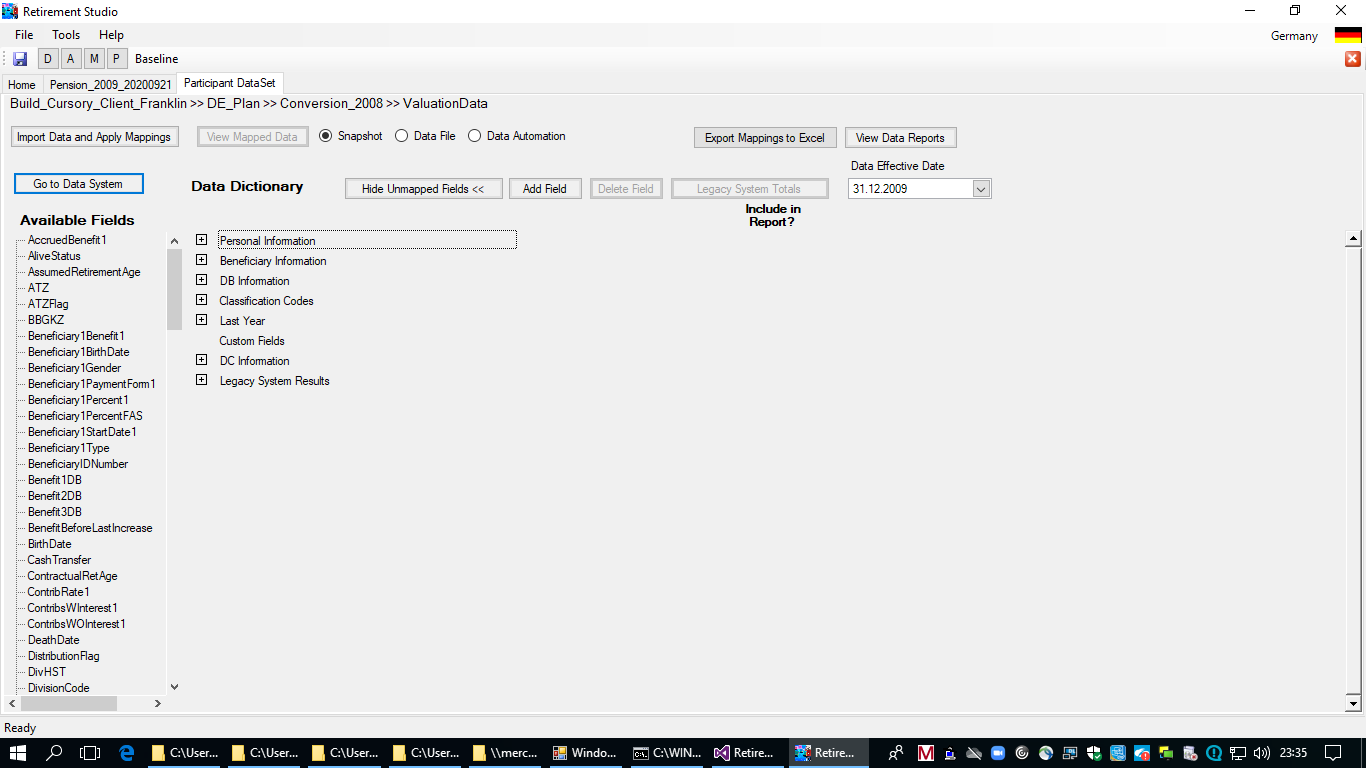 Retirement Studio
File Tools Help
Germany
D A M P Baseline
Home Pension_2009_20200921 Participant DataSet
Build_Cursory_Client_Franklin >> DE_Plan >> Conversion_2008 >> ValuationData
Import Data and Apply Mappings View Mapped Data Snapshot Data File Data Automation Export Mappings to Excel View Data Reports
Data Effective Date
Go to Data System Data Dictionary Hide Unmapped Fields << Add Field Delete Field Legacy System Totals 31.12.2009
Include in
Report?
Available Fields
AccruedBenefit1
AliveStatus
AssumedRetirementAge
ATZ
ATZFlag
BBGKZ
Beneficiary1Benefit1
Beneficiary1BirthDate
Beneficiary1Gender
Beneficiary1PaymentForm1
Beneficiary1Percent1
Beneficiary1PercentFAS
Beneficiary1StartDate1
Beneficiary1Type
BeneficiaryIDNumber
Benefit1DB
Benefit2DB
Benefit3DB
BenefitBeforeLastIncrease
BirthDate
CashTransfer
ContractualRetAge
ContribRate1
ContribsWInterest1
ContribsWOInterest1
DeathDate
DistributionFlag
DivHST
DivisionCode
Personal Information
Beneficiary Information
DB Information
Classification Codes
Last Year
Custom Fields
DC Information
Legacy System Results
Ready
C:\User... C:\User... C:\User... C:\User... \\merc... Windo... C:\WIN... Retire... Retire... 23:35